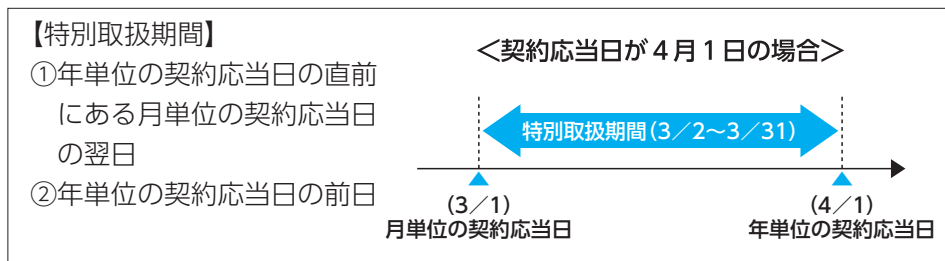 【特別取扱期間】
①年単位の契約応当日の直前
にある月単位の契約応当日
の翌日
②年単位の契約応当日の前日
＜契約応当日が４月１日の場合＞
特別取扱期間（3／2～3／31）
（3／1）
月単位の契約応当日
（4／1）
年単位の契約応当日